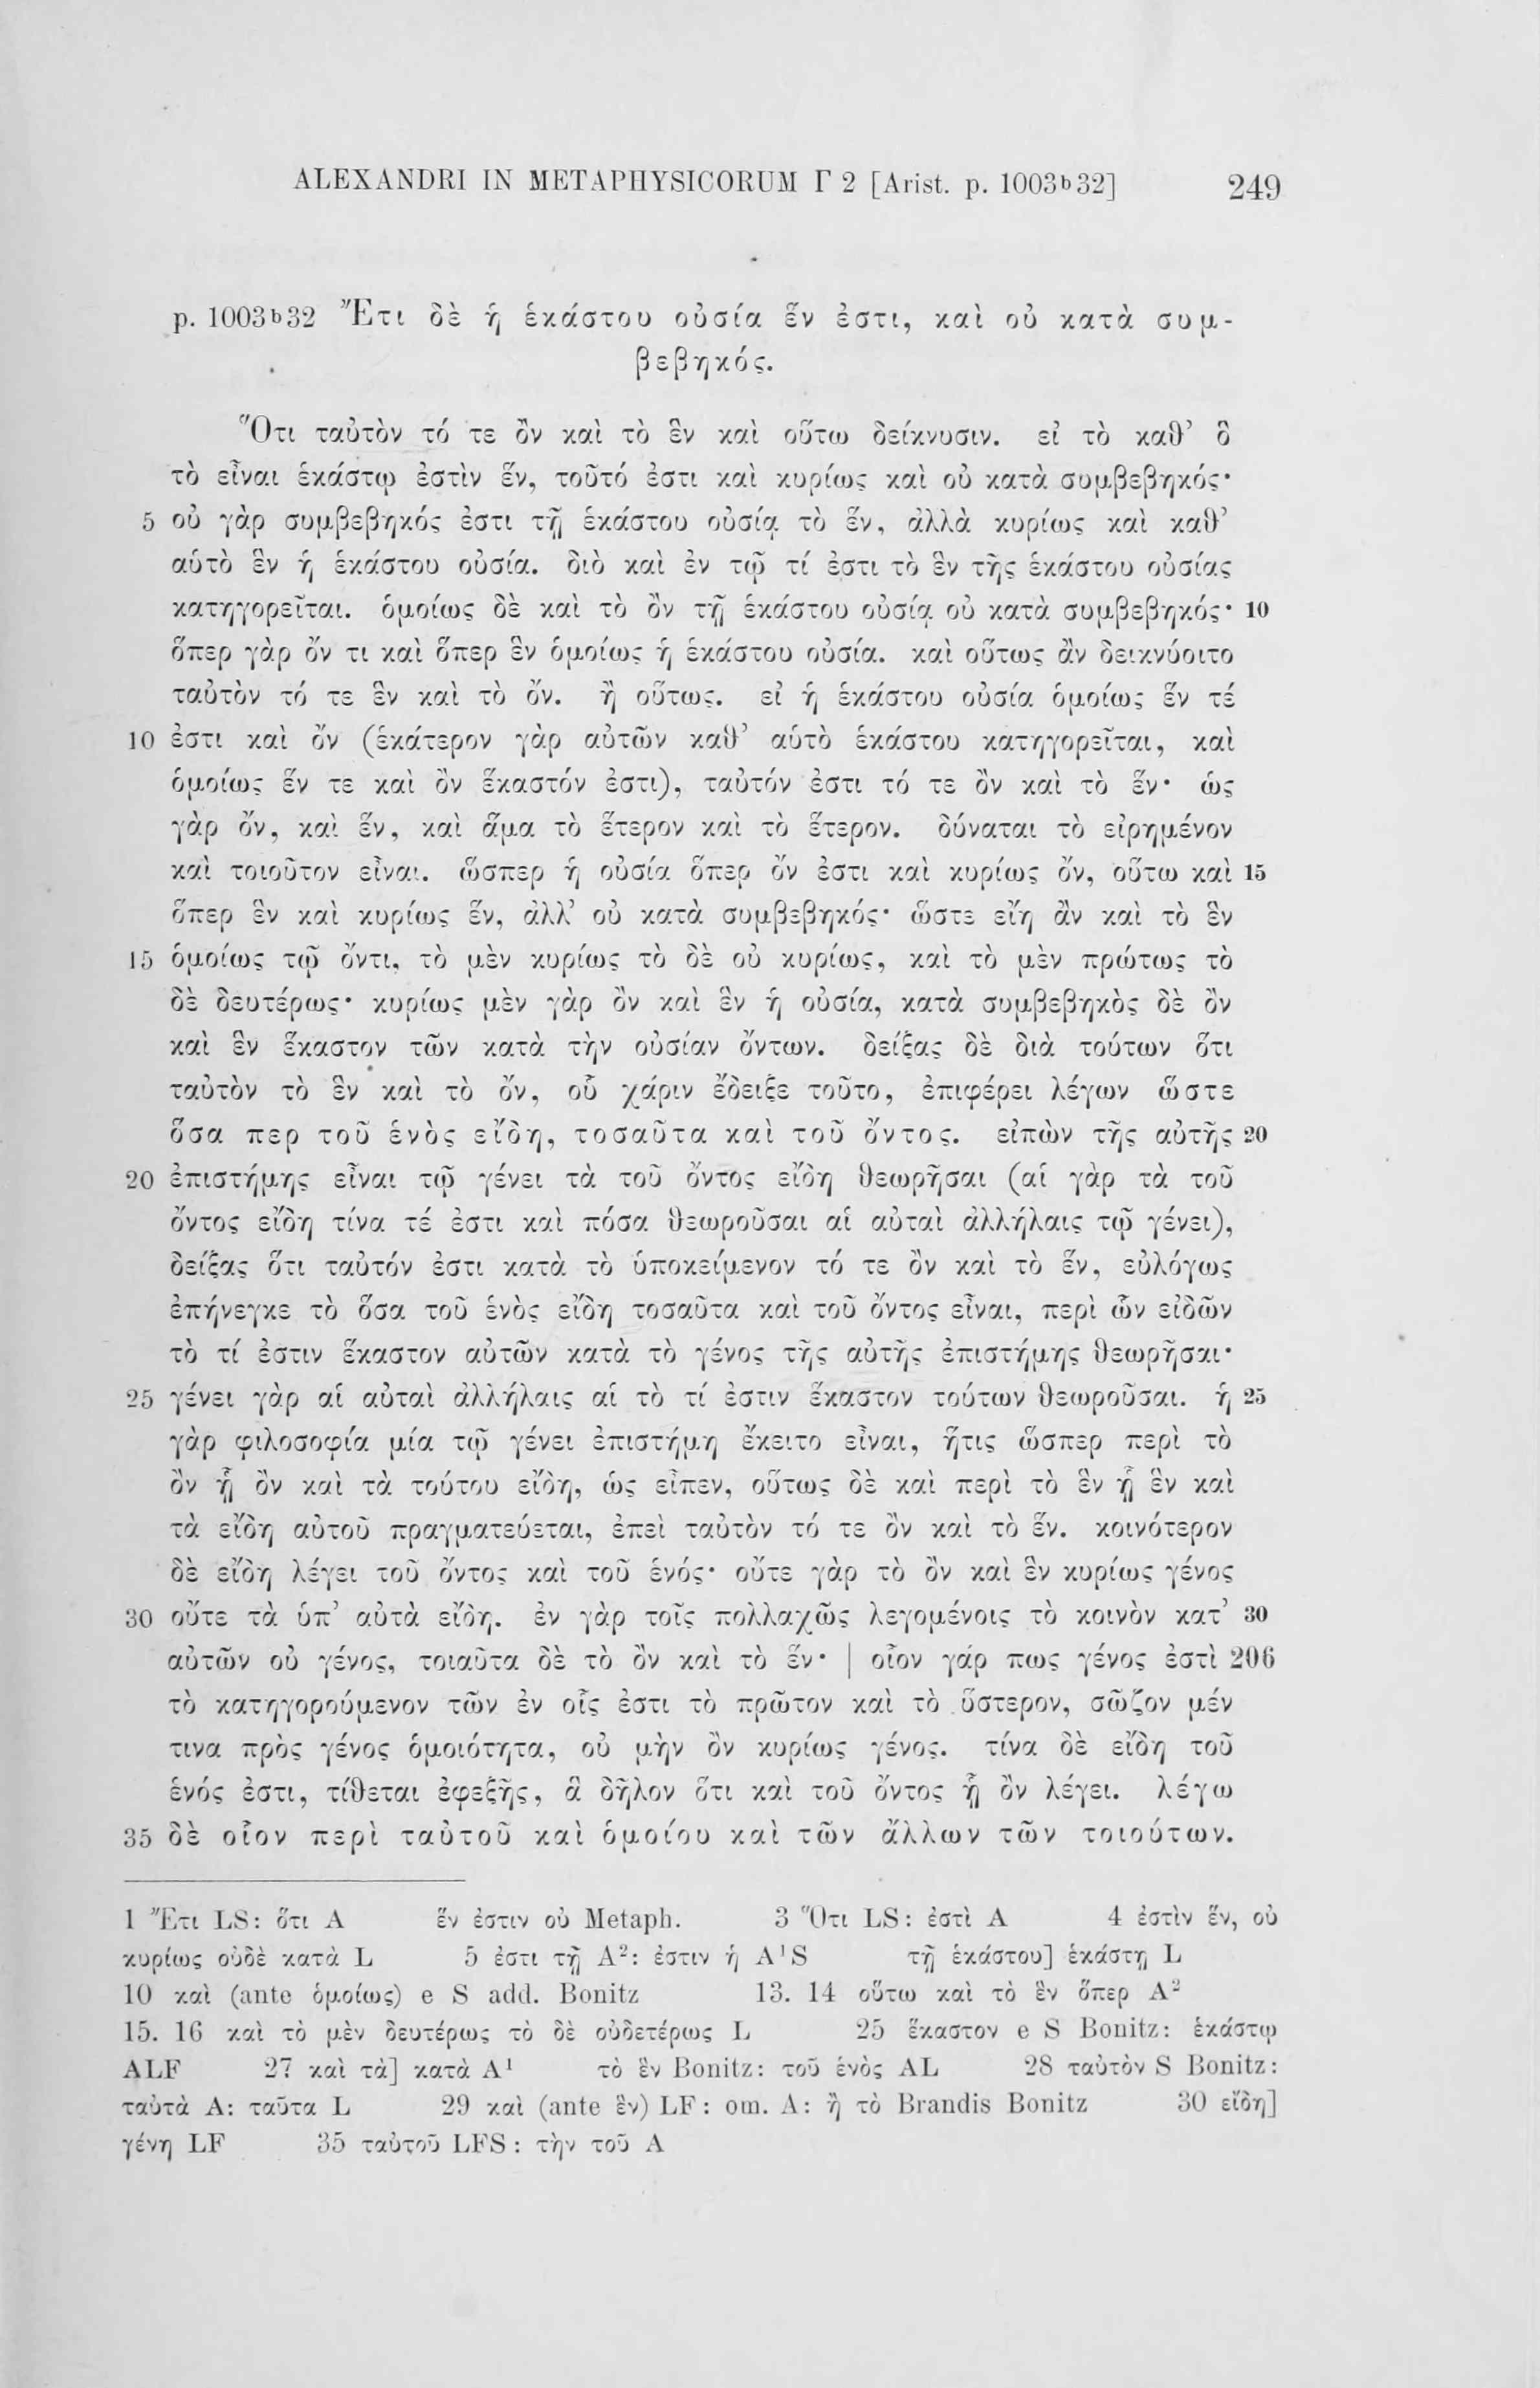 ALEXANDRI IN METAPHYSICORUM Γ 2 [Arist. p. 1003b32] 249
p. 1003b32 Ἔτι δὲ ἡ ἑκάστου οὐσία ἕν ἐστι, καὶ οὐ κατὰ συμ-
βεβηκός.
Ὅτι ταὐτὸν τό τε ὂν καὶ τὸ ἓν καὶ οὕτω δείκνυσιν. εἰ τὸ καθ’ ὃ
τὸ εἶναι ἑκάστῳ ἐστὶν ἕν, τοῦτό ἐστι καὶ κυρίως καὶ οὐ κατὰ συμβεβηκός·
5 οὐ γὰρ συμβεβηκός ἐστι τῇ ἑκάστου οὐσίᾳ τὸ ἕν, ἀλλὰ κυρίως καὶ καθ’
αὑτὸ ἓν ἡ ἑκάστου οὐσία. διὸ καὶ ἐν τῷ τί ἐστι τὸ ἓν τῆς ἑκάστου οὐσίας
κατηγορεῖται. ὁμοίως δὲ καὶ τὸ ὂν τῇ ἑκάστου οὐσίᾳ οὐ κατὰ συμβεβηκός· 10
ὅπερ γὰρ ὄν τι καὶ ὅπερ ἓν ὁμοίως ἡ ἑκάστου οὐσία. καὶ οὕτως ἂν δεικνύοιτο
ταὐτὸν τό τε ἓν καὶ τὸ ὄν. ἢ οὕτως. εἰ ἡ ἑκάστου οὐσία ὁμοίως ἕν τέ
10 ἐστι καὶ ὄν (ἑκάτερον γὰρ αὐτῶν καθ’ αὑτὸ ἑκάστου κατηγορεῖται, καὶ
ὁμοίως ἕν τε καὶ ὂν ἕκαστόν ἐστι), ταὐτόν ἐστι τό τε ὂν καὶ τὸ ἕν· ὡς
γὰρ ὄν, καὶ ἕν, καὶ ἅμα τὸ ἕτερον καὶ τὸ ἕτερον. δύναται τὸ εἰρημένον
καὶ τοιοῦτον εἶναι. ὥσπερ ἡ οὐσία ὅπερ ὄν ἐστι καὶ κυρίως ὄν, οὕτω καὶ 15
ὅπερ ἓν καὶ κυρίως ἕν, ἀλλ’ οὐ κατὰ συμβεβηκός· ὥστε εἴη ἂν καὶ τὸ ἓν
15 ὁμοίως τῷ ὄντι, τὸ μὲν κυρίως τὸ δὲ οὐ κυρίως, καὶ τὸ μὲν πρώτως τὸ
δὲ δευτέρως· κυρίως μὲν γὰρ ὂν καὶ ἓν ἡ οὐσία, κατὰ συμβεβηκὸς δὲ ὂν
καὶ ἓν ἕκαστον τῶν κατὰ τὴν οὐσίαν ὄντων. δείξας δὲ διὰ τούτων ὅτι
ταὐτὸν τὸ ἓν καὶ τὸ ὄν, οὗ χάριν ἔδειξε τοῦτο, ἐπιφέρει λέγων ὥστε
ὅσα περ τοῦ ἑνὸς εἴδη, τοσαῦτα καὶ τοῦ ὄντος. εἰπὼν τῆς αὐτῆς 20
20 ἐπιστήμης εἶναι τῷ γένει τὰ τοῦ ὄντος εἴδη θεωρῆσαι (αἱ γὰρ τὰ τοῦ
ὄντος εἴδη τίνα τέ ἐστι καὶ πόσα θεωροῦσαι αἱ αὐταὶ ἀλλήλαις τῷ γένει),
δείξας ὅτι ταὐτόν ἐστι κατὰ τὸ ὑποκείμενον τό τε ὂν καὶ τὸ ἕν, εὐλόγως
ἐπήνεγκε τὸ ὅσα τοῦ ἑνὸς εἴδη τοσαῦτα καὶ τοῦ ὄντος εἶναι, περὶ ὧν εἰδῶν
τὸ τί ἐστιν ἕκαστον αὐτῶν κατὰ τὸ γένος τῆς αὐτῆς ἐπιστήμης θεωρῆσαι·
25 γένει γὰρ αἱ αὐταὶ ἀλλήλαις αἱ τὸ τί ἐστιν ἕκαστον τούτων θεωροῦσαι. ἡ 25
γὰρ φιλοσοφία μία τῷ γένει ἐπιστήμη ἔκειτο εἶναι, ἥτις ὥσπερ περὶ τὸ
ὂν ᾗ ὂν καὶ τὰ τούτου εἴδη, ὡς εἶπεν, οὕτως δὲ καὶ περὶ τὸ ἓν ᾗ ἓν καὶ
τὰ εἴδη αὐτοῦ πραγματεύεται, ἐπεὶ ταὐτὸν τό τε ὂν καὶ τὸ ἕν. κοινότερον
δὲ εἴδη λέγει τοῦ ὄντος καὶ τοῦ ἑνός· οὔτε γὰρ τὸ ὂν καὶ ἓν κυρίως γένος
30 οὔτε τὰ ὑπ’ αὐτὰ εἴδη. ἐν γὰρ τοῖς πολλαχῶς λεγομένοις τὸ κοινὸν κατ’ 30
αὐτῶν οὐ γένος, τοιαῦτα δὲ τὸ ὂν καὶ τὸ ἕν· | οἷον γάρ πως γένος ἐστὶ 206
τὸ κατηγορούμενον τῶν ἐν οἷς ἐστι τὸ πρῶτον καὶ τὸ ὕστερον, σῶζον μέν
τινα πρὸς γένος ὁμοιότητα, οὐ μὴν ὂν κυρίως γένος. τίνα δὲ εἴδη τοῦ
ἑνός ἐστι, τίθεται ἐφεξῆς, ἃ δῆλον ὅτι καὶ τοῦ ὄντος ᾗ ὂν λέγει. λέγω
35 δὲ οἷον περὶ ταὐτοῦ καὶ ὁμοίου καὶ τῶν ἄλλων τῶν τοιούτων.
1 Ἔτι LS: ὅτι A ἕν ἐστιν οὐ Metaph. 3 Ὅτι LS: ἐστὶ A 4 ἐστὶν ἕν, οὐ
κυρίως οὐδὲ κατὰ L 5 ἐστι τῇ A²: ἐστιν ἡ A¹S τῇ ἑκάστου] ἑκάστῃ L
10 καὶ (ante ὁμοίως) e S add. Bonitz 13. 14 οὕτω καὶ τὸ ἓν ὅπερ A²
15. 16 καὶ τὸ μὲν δευτέρως τὸ δὲ οὐδετέρως L 25 ἕκαστον e S Bonitz: ἑκάστῳ
ALF 27 καὶ τὰ] κατὰ A¹ τὸ ἓν Bonitz: τοῦ ἑνὸς AL 28 ταὐτὸν S Bonitz:
ταὐτὰ A: ταῦτα L 29 καὶ (ante ἓν) LF: om. A: ἢ τὸ Brandis Bonitz 30 εἴδη]
γένη LF 35 ταὐτοῦ LFS: τὴν τοῦ A